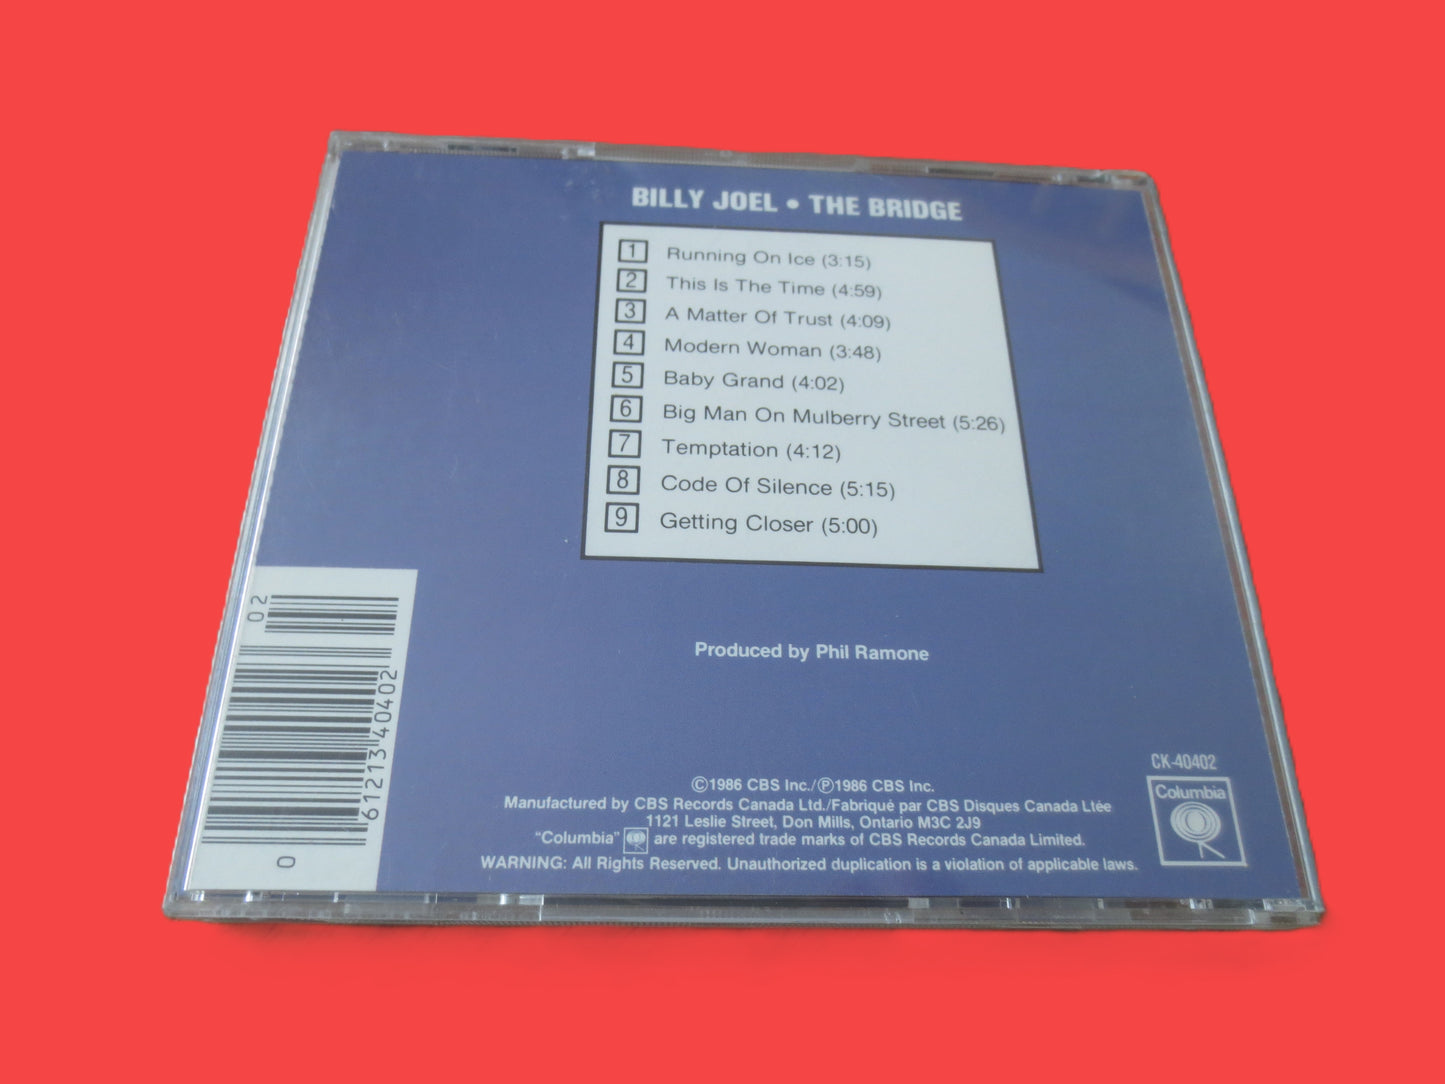 BILLY JOEL • THE BRIDGE
1 Running On Ice (3:15)
2 This Is The Time (4:59)
3 A Matter Of Trust (4:09)
4 Modern Woman (3:48)
5 Baby Grand (4:02)
6 Big Man On Mulberry Street (5:26)
7 Temptation (4:12)
8 Code Of Silence (5:15)
9 Getting Closer (5:00)
Produced by Phil Ramone
02
0 61213 40402
CK-40402
Columbia
©1986 CBS Inc./℗1986 CBS Inc.
Manufactured by CBS Records Canada Ltd./Fabriqué par CBS Disques Canada Ltée
1121 Leslie Street, Don Mills, Ontario M3C 2J9
"Columbia" are registered trade marks of CBS Records Canada Limited.
WARNING: All Rights Reserved. Unauthorized duplication is a violation of applicable laws.